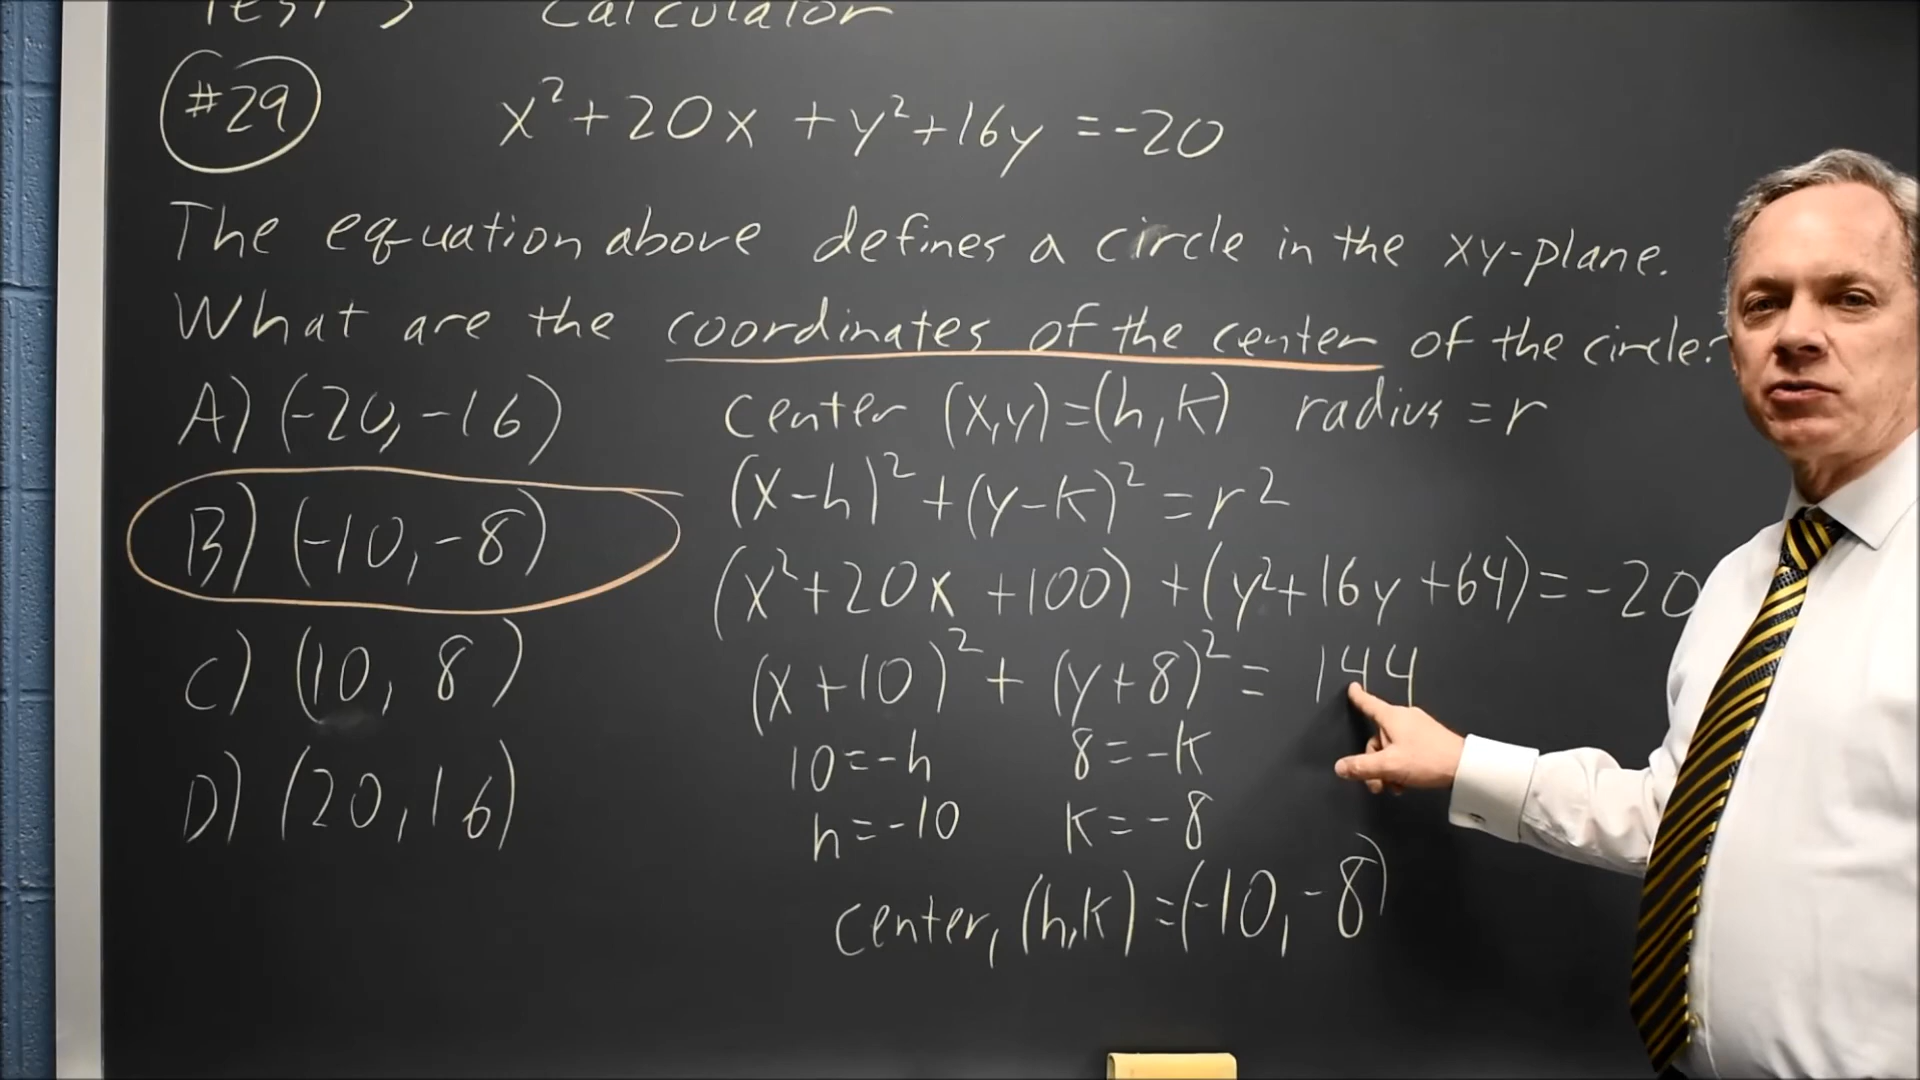 Test 3 Calculator
#29 x²+20x+y²+16y=-20
The equation above defines a circle in the xy-plane.
What are the coordinates of the center of the circle?
A) (-20,-16)
B) (-10,-8)
C) (10, 8)
D) (20,16)
center (x,y)=(h,k) radius=r
(x-h)²+(y-k)²=r²
(x²+20x+100)+(y²+16y+64)=-20
(x+10)²+(y+8)²=144
10=-h 8=-k
h=-10 k=-8
center, (h,k)=(-10,-8)